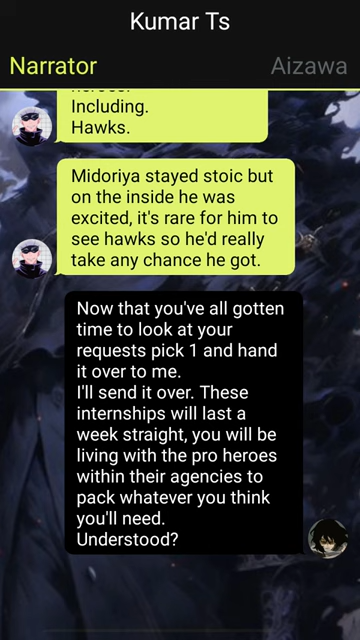 Kumar Ts
Narrator
Aizawa
heroes.
Including.
Hawks.
Midoriya stayed stoic but
on the inside he was
excited, it's rare for him to
see hawks so he'd really
take any chance he got.
Now that you've all gotten
time to look at your
requests pick 1 and hand
it over to me.
I'll send it over. These
internships will last a
week straight, you will be
living with the pro heroes
within their agencies to
pack whatever you think
you'll need.
Understood?